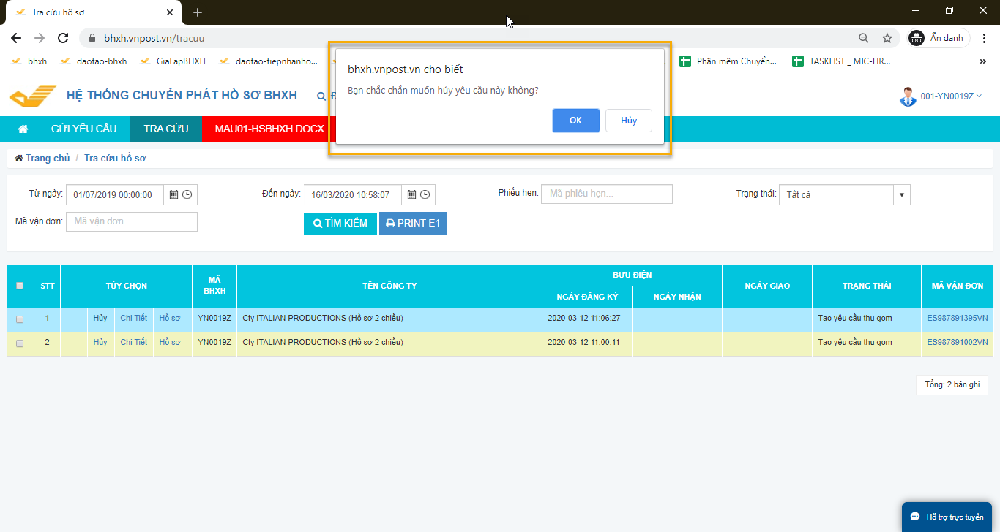 Tra cứu hồ sơ
bhxh.vnpost.vn/tracuu
Ẩn danh
bhxh
daotao-bhxh
GiaLapBHXH
daotao-tiepnhanho...
Phần mềm Chuyển...
TASKLIST _ MIC-HR...
»
bhxh.vnpost.vn cho biết
Bạn chắc chắn muốn hủy yêu cầu này không?
OK
Hủy
HỆ THỐNG CHUYỂN PHÁT HỒ SƠ BHXH
001-YN0019Z
GỬI YÊU CẦU
TRA CỨU
MAU01-HSBHXH.DOCX
Trang chủ / Tra cứu hồ sơ
Từ ngày: 01/07/2019 00:00:00
Đến ngày: 16/03/2020 10:58:07
Phiếu hẹn: Mã phiếu hẹn...
Trạng thái: Tất cả
Mã vận đơn: Mã vận đơn...
TÌM KIẾM
PRINT E1
STT
TÙY CHỌN
MÃ BHXH
TÊN CÔNG TY
BƯU ĐIỆN
NGÀY ĐĂNG KÝ
NGÀY NHẬN
NGÀY GIAO
TRẠNG THÁI
MÃ VẬN ĐƠN
1 Hủy Chi Tiết Hồ sơ YN0019Z Cty ITALIAN PRODUCTIONS (Hồ sơ 2 chiều) 2020-03-12 11:06:27 Tạo yêu cầu thu gom ES987891395VN
2 Hủy Chi Tiết Hồ sơ YN0019Z Cty ITALIAN PRODUCTIONS (Hồ sơ 2 chiều) 2020-03-12 11:00:11 Tạo yêu cầu thu gom ES987891002VN
Tổng: 2 bản ghi
Hỗ trợ trực tuyến